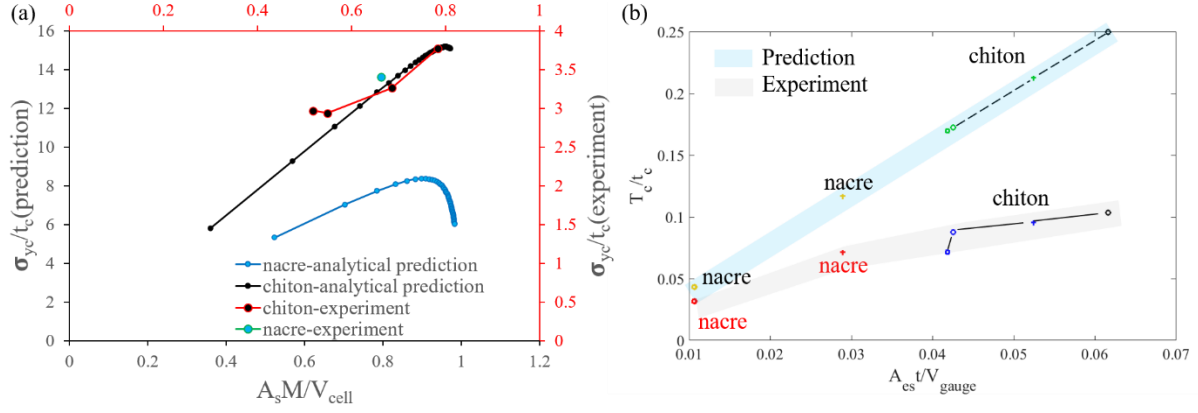 (a)
0 0.2 0.4 0.6 0.8 1
16 4
14 3.5
12 3
10 2.5
8 2
6 1.5
4 1
2 0.5
0 0
σyc/tc(prediction)
σyc/tc(experiment)
nacre-analytical prediction
chiton-analytical prediction
chiton-experiment
nacre-experiment
0 0.2 0.4 0.6 0.8 1 1.2
AsM/Vcell
(b)
0.25
0.2
0.15
0.1
0.05
0
Tc/tc
Prediction
Experiment
chiton
nacre
chiton
nacre
nacre
nacre
0.01 0.02 0.03 0.04 0.05 0.06 0.07
Aest/Vgauge